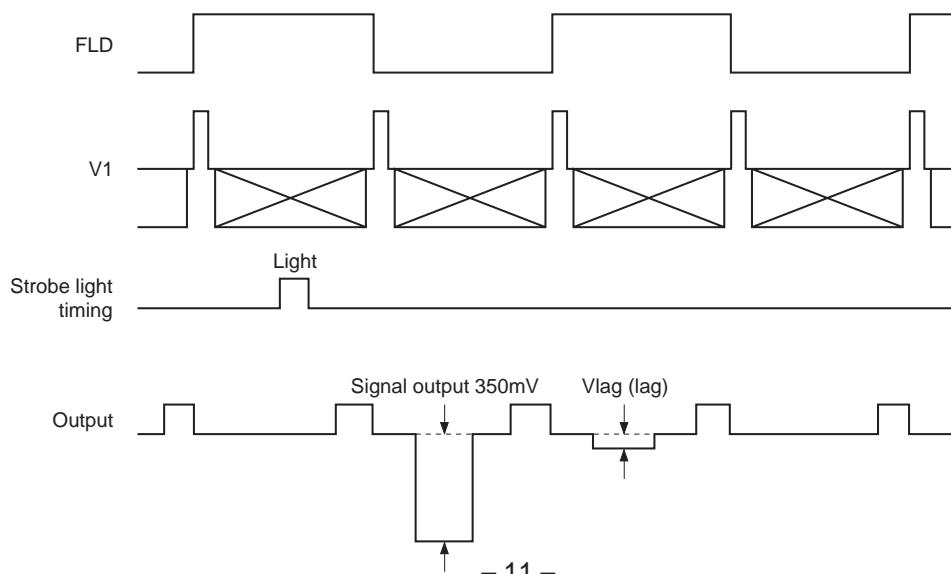 FLD
V1
Light
Strobe light
timing
Signal output 350mV
Vlag (lag)
Output
– 11 –